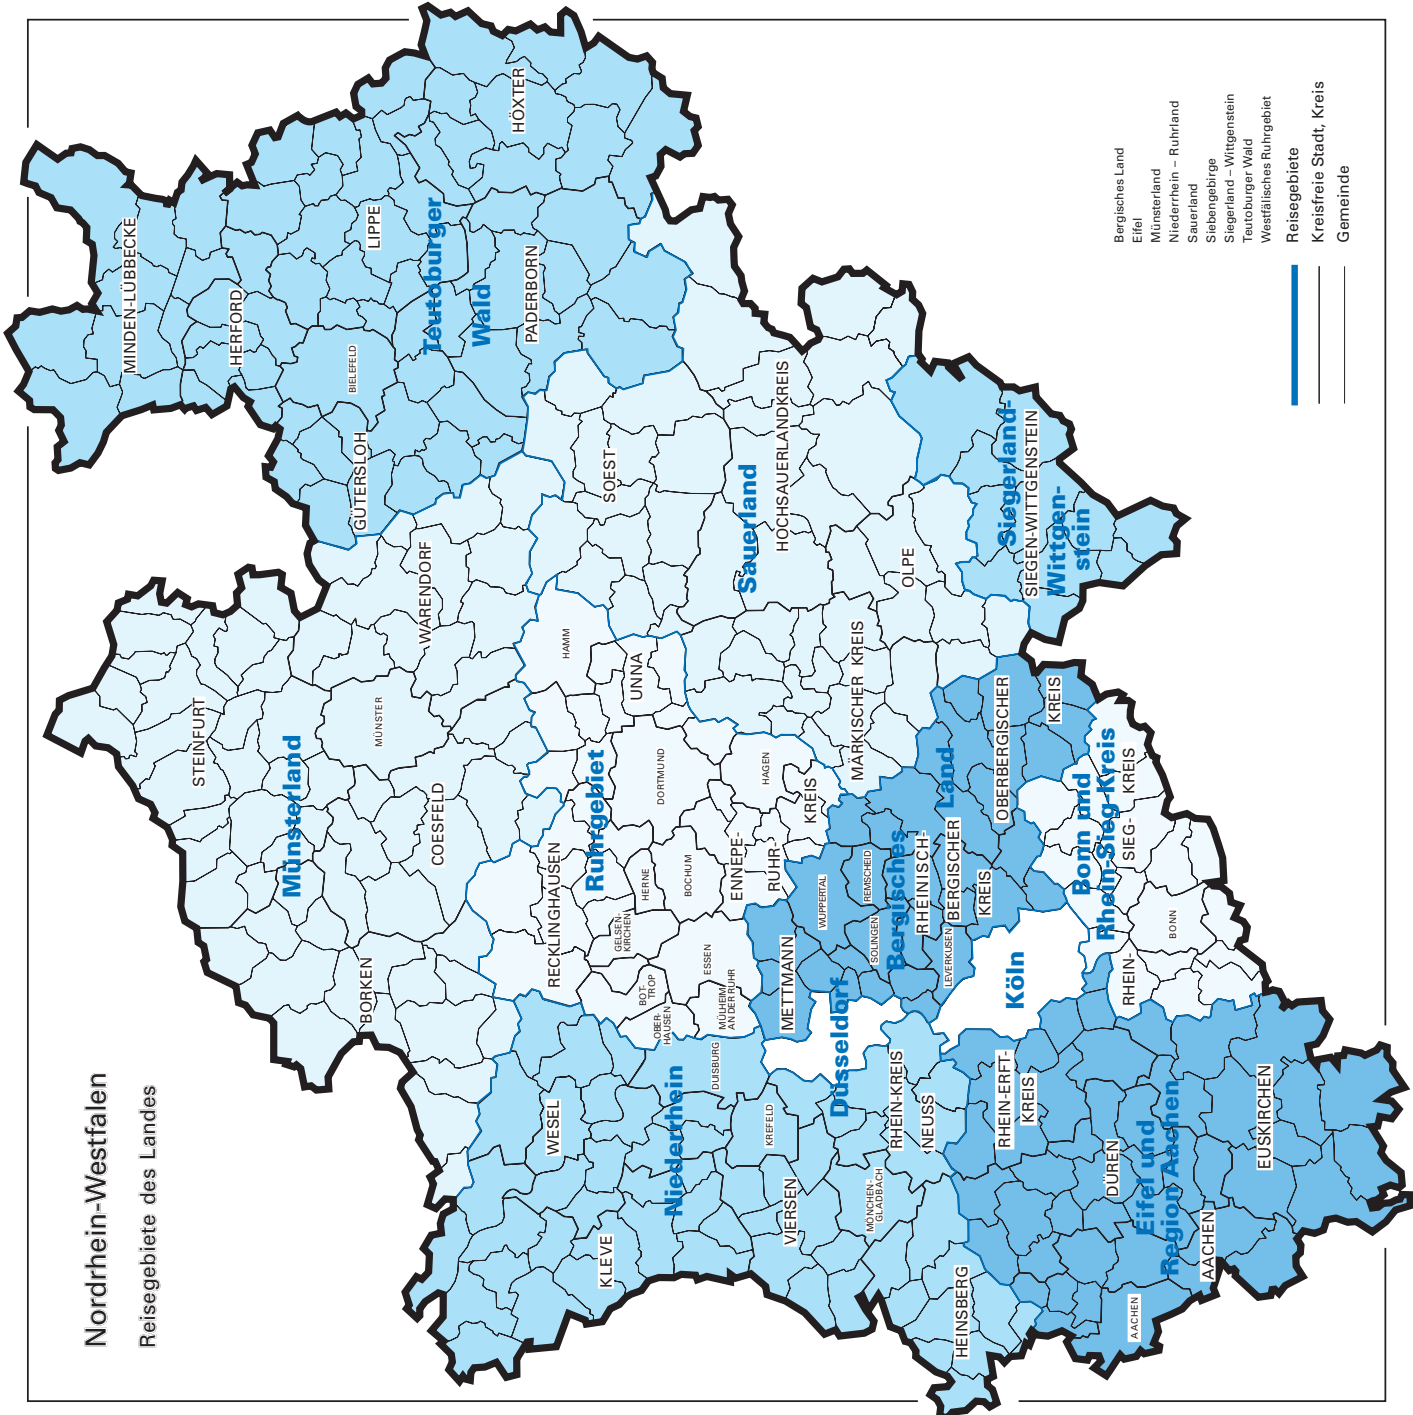 Nordrhein-Westfalen
Reisegebiete des Landes
MINDEN-LÜBBECKE
HERFORD
BIELEFELD
LIPPE
GÜTERSLOH
Teutoburger
Wald
HÖXTER
PADERBORN
STEINFURT
Münsterland
MÜNSTER
WARENDORF
COESFELD
BORKEN
HAMM
UNNA
SOEST
Ruhrgebiet
RECKLINGHAUSEN
DORTMUND
HERNE
BOCHUM
GELSEN-
KIRCHEN
BOT-
TROP
OBER-
HAUSEN
ESSEN
MÜLHEIM
AN DER RUHR
ENNEPE-
RUHR-
KREIS
HAGEN
Sauerland
HOCHSAUERLANDKREIS
MÄRKISCHER KREIS
OLPE
Siegerland-
Wittgen-
stein
SIEGEN-WITTGENSTEIN
WESEL
KLEVE
Niederrhein
DUISBURG
KREFELD
VIERSEN
MÖNCHEN-
GLADBACH
RHEIN-KREIS
NEUSS
HEINSBERG
Düsseldorf
METTMANN
WUPPERTAL
REMSCHEID
SOLINGEN
Bergisches
Land
RHEINISCH-
BERGISCHER
KREIS
LEVERKUSEN
OBERBERGISCHER
KREIS
Köln
Bonn und
Rhein-Sieg-Kreis
RHEIN-
SIEG-
KREIS
BONN
RHEIN-ERFT-
KREIS
DÜREN
Eifel und
Region Aachen
AACHEN
AACHEN
EUSKIRCHEN
Bergisches Land
Eifel
Münsterland
Niederrhein – Ruhrland
Sauerland
Siebengebirge
Siegerland – Wittgenstein
Teutoburger Wald
Westfälisches Ruhrgebiet
Reisegebiete
Kreisfreie Stadt, Kreis
Gemeinde